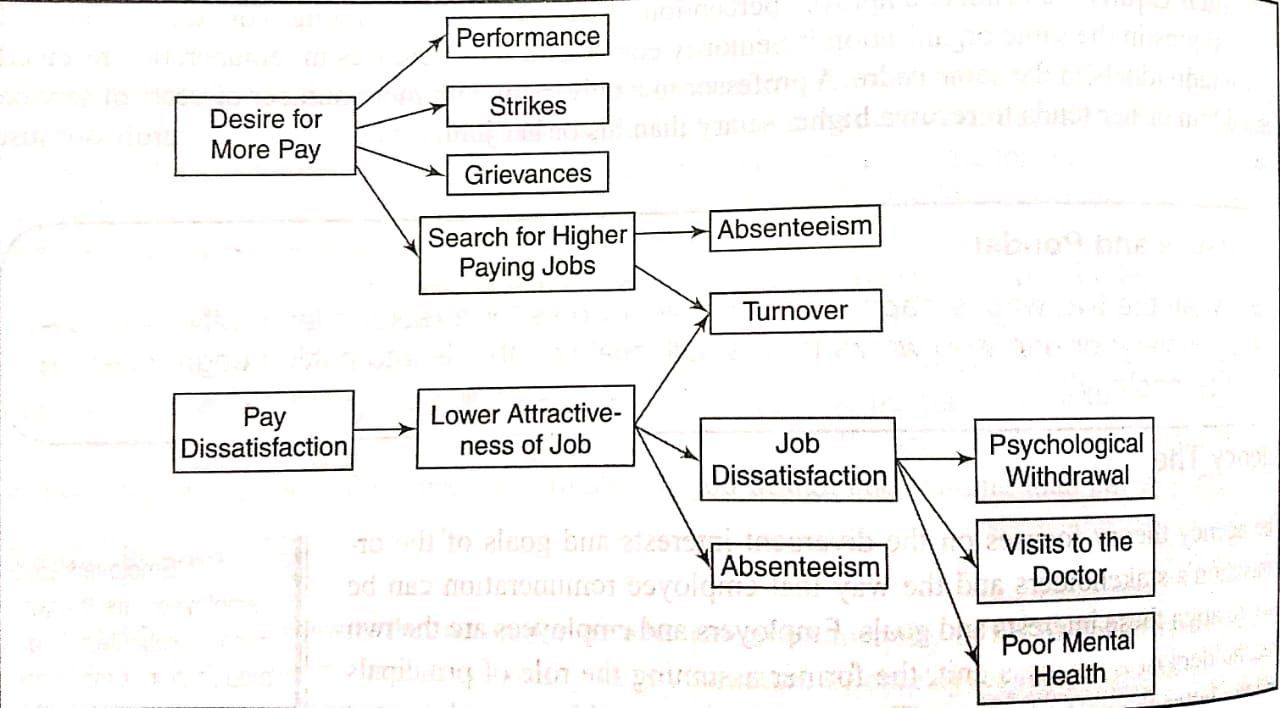 Performance
Strikes
Desire for
More Pay
Grievances
Search for Higher
Paying Jobs
Absenteeism
Turnover
Pay
Dissatisfaction
Lower Attractive-
ness of Job
Job
Dissatisfaction
Absenteeism
Psychological
Withdrawal
Visits to the
Doctor
Poor Mental
Health